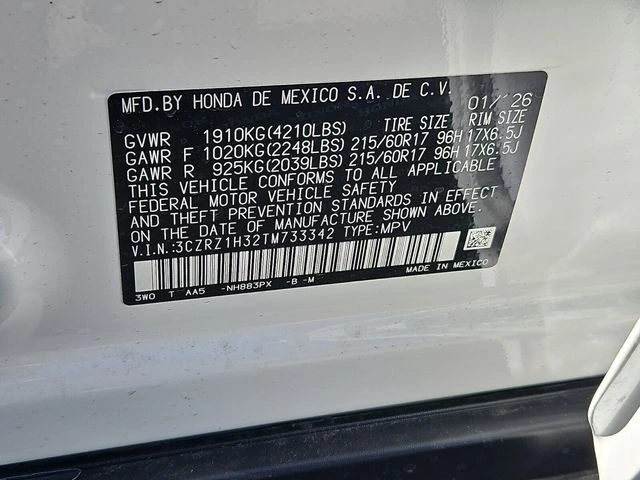 MFD.BY HONDA DE MEXICO S.A. DE C.V. 01/'26
GVWR 1910KG(4210LBS) TIRE SIZE RIM SIZE
GAWR F 1020KG(2248LBS) 215/60R17 96H 17X6.5J
GAWR R 925KG(2039LBS) 215/60R17 96H 17X6.5J
THIS VEHICLE CONFORMS TO ALL APPLICABLE
FEDERAL MOTOR VEHICLE SAFETY
AND THEFT PREVENTION STANDARDS IN EFFECT
ON THE DATE OF MANUFACTURE SHOWN ABOVE.
V.I.N.:3CZRZ1H32TM733342 TYPE:MPV
MADE IN MEXICO
3W0 T AA5 -NH883PX -B -M